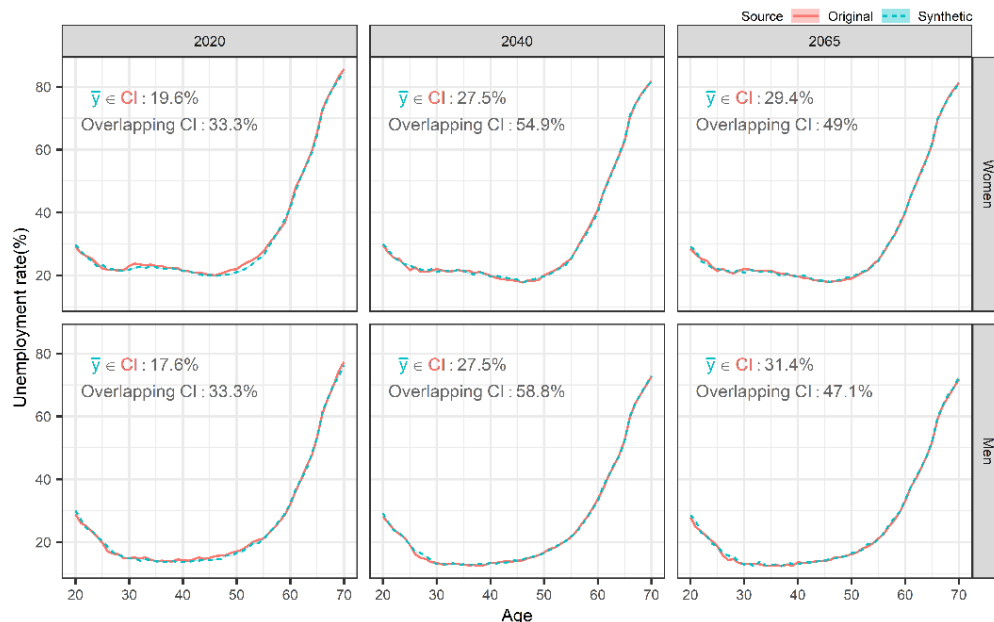 Source Original Synthetic
2020 2040 2065
y̅ ∈ CI : 19.6% y̅ ∈ CI : 27.5% y̅ ∈ CI : 29.4%
Overlapping CI : 33.3% Overlapping CI : 54.9% Overlapping CI : 49%
80
60
40
20
Women
Unemployment rate(%)
y̅ ∈ CI : 17.6% y̅ ∈ CI : 27.5% y̅ ∈ CI : 31.4%
Overlapping CI : 33.3% Overlapping CI : 58.8% Overlapping CI : 47.1%
80
60
40
20
Men
20 30 40 50 60 70 20 30 40 50 60 70 20 30 40 50 60 70
Age